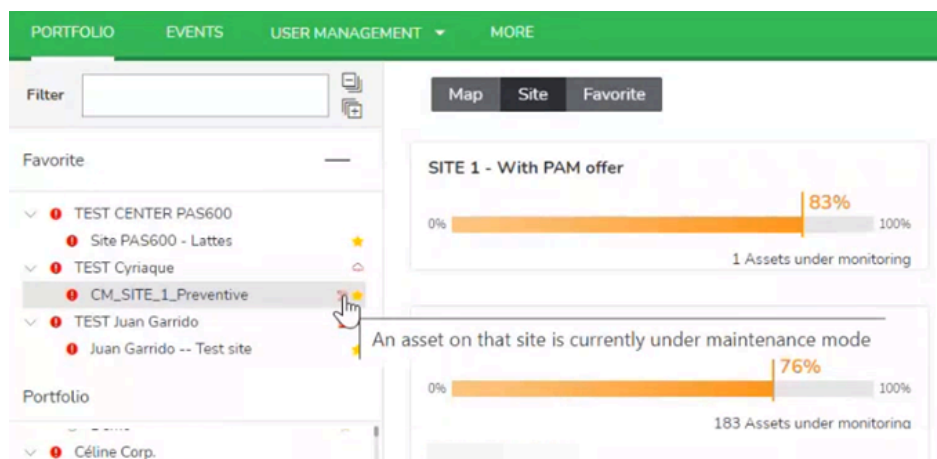 PORTFOLIO EVENTS USER MANAGEMENT MORE
Filter
Map Site Favorite
Favorite
SITE 1 - With PAM offer
83%
0% 100%
1 Assets under monitoring
TEST CENTER PAS600
Site PAS600 - Lattes
TEST Cyriaque
CM_SITE_1_Preventive
TEST Juan Garrido
Juan Garrido -- Test site
An asset on that site is currently under maintenance mode
76%
0% 100%
183 Assets under monitoring
Portfolio
Céline Corp.